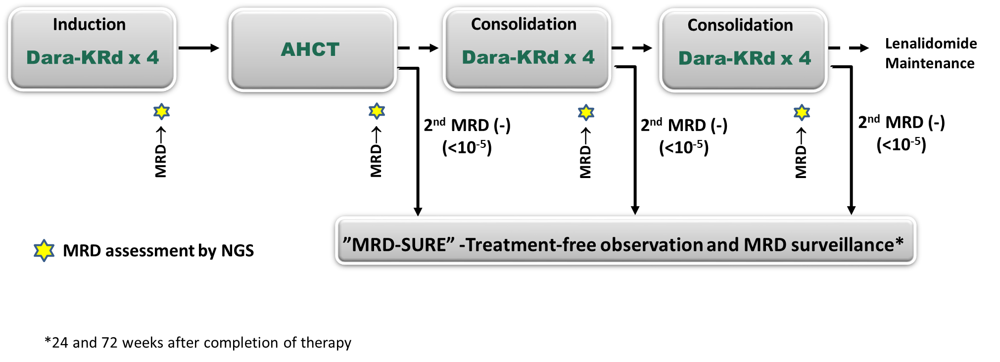 Induction
Dara-KRd x 4
AHCT
Consolidation
Dara-KRd x 4
Consolidation
Dara-KRd x 4
Lenalidomide
Maintenance
MRD
MRD
2nd MRD (-)
(<10-5)
MRD
2nd MRD (-)
(<10-5)
MRD
2nd MRD (-)
(<10-5)
MRD assessment by NGS
”MRD-SURE” -Treatment-free observation and MRD surveillance*
*24 and 72 weeks after completion of therapy